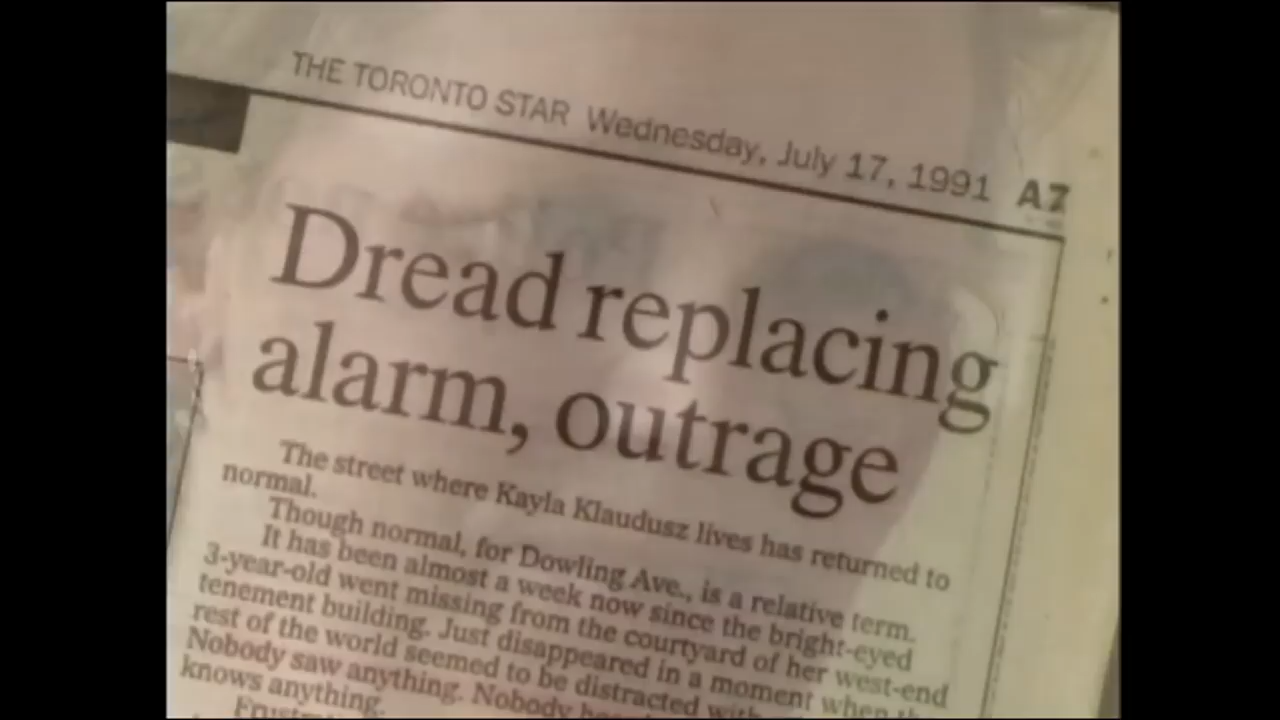 THE TORONTO STAR Wednesday, July 17, 1991 A7
Dread replacing
alarm, outrage
The street where Kayla Klaudusz lives has returned to
normal.
Though normal, for Dowling Ave., is a relative term.
It has been almost a week now since the bright-eyed
3-year-old went missing from the courtyard of her west-end
tenement building. Just disappeared in a moment when
rest of the world seemed to be distracted
Nobody saw anything. Nobody
knows anything.